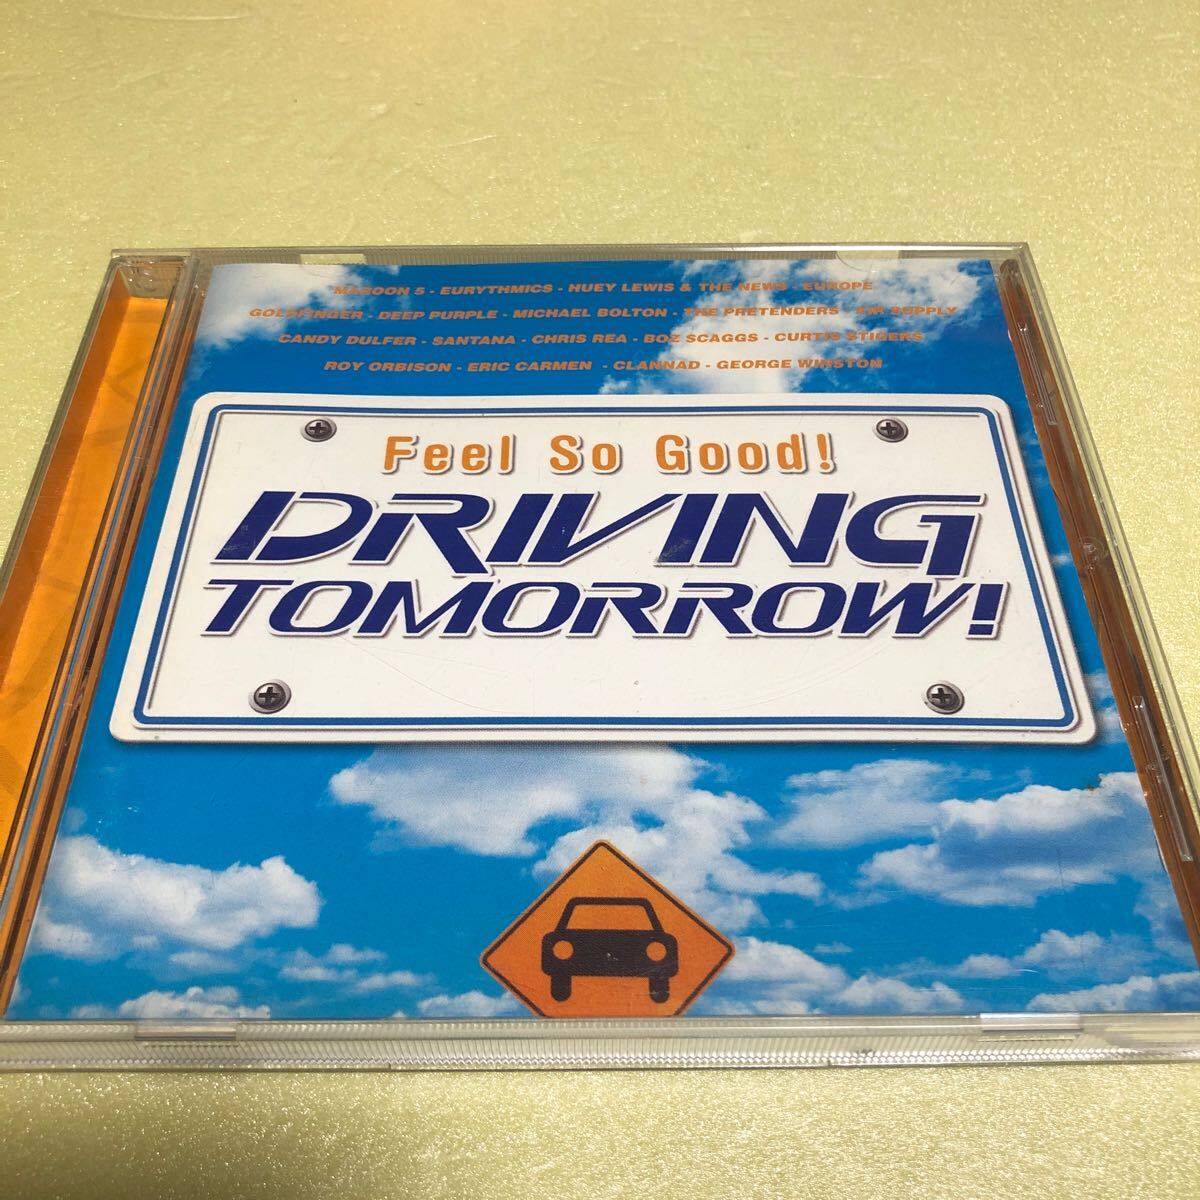 MAROON 5 - EURYTHMICS - HUEY LEWIS & THE NEWS - EUROPE
GOLDFINGER - DEEP PURPLE - MICHAEL BOLTON - THE PRETENDERS - AIR SUPPLY
CANDY DULFER - SANTANA - CHRIS REA - BOZ SCAGGS - CURTIS STIGERS
ROY ORBISON - ERIC CARMEN - CLANNAD - GEORGE WINSTON
Feel So Good!
DRIVING
TOMORROW!